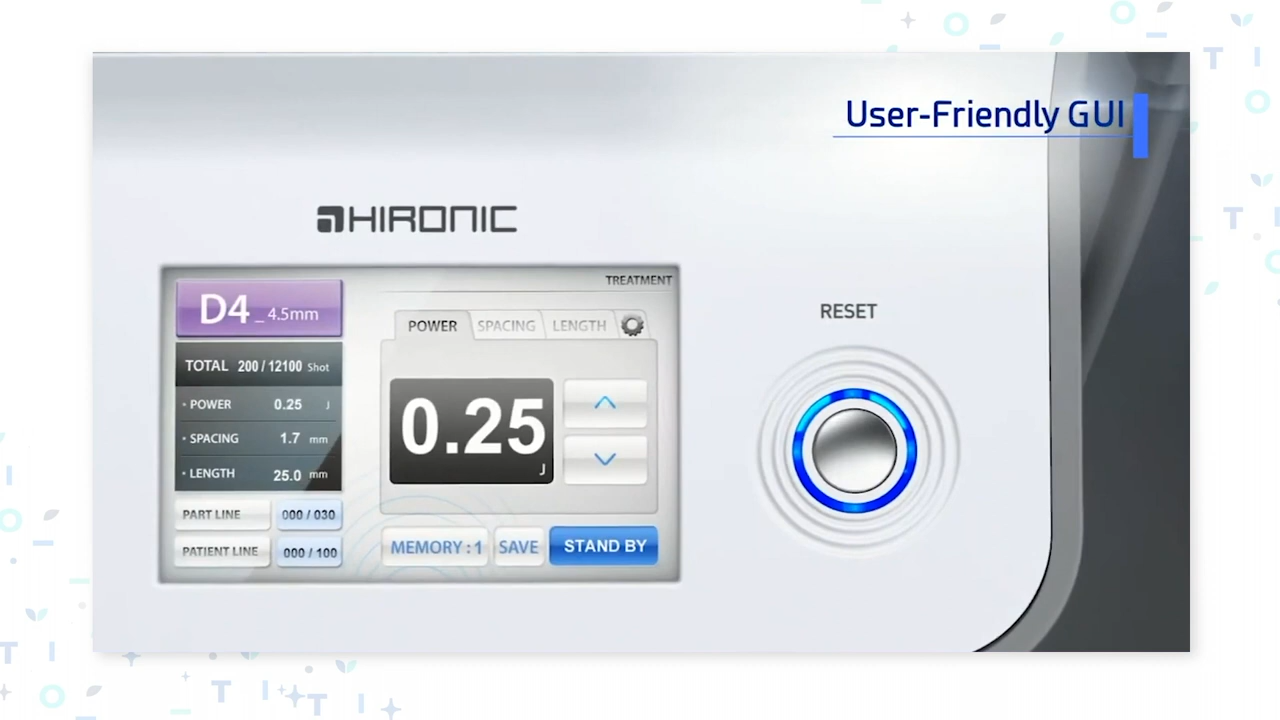 User-Friendly GUI
HIRONIC
TREATMENT
D4 _ 4.5mm
TOTAL 200 / 12100 Shot
• POWER 0.25 J
• SPACING 1.7 mm
• LENGTH 25.0 mm
PART LINE 000 / 030
PATIENT LINE 000 / 100
POWER SPACING LENGTH
0.25 J
MEMORY : 1 SAVE STAND BY
RESET